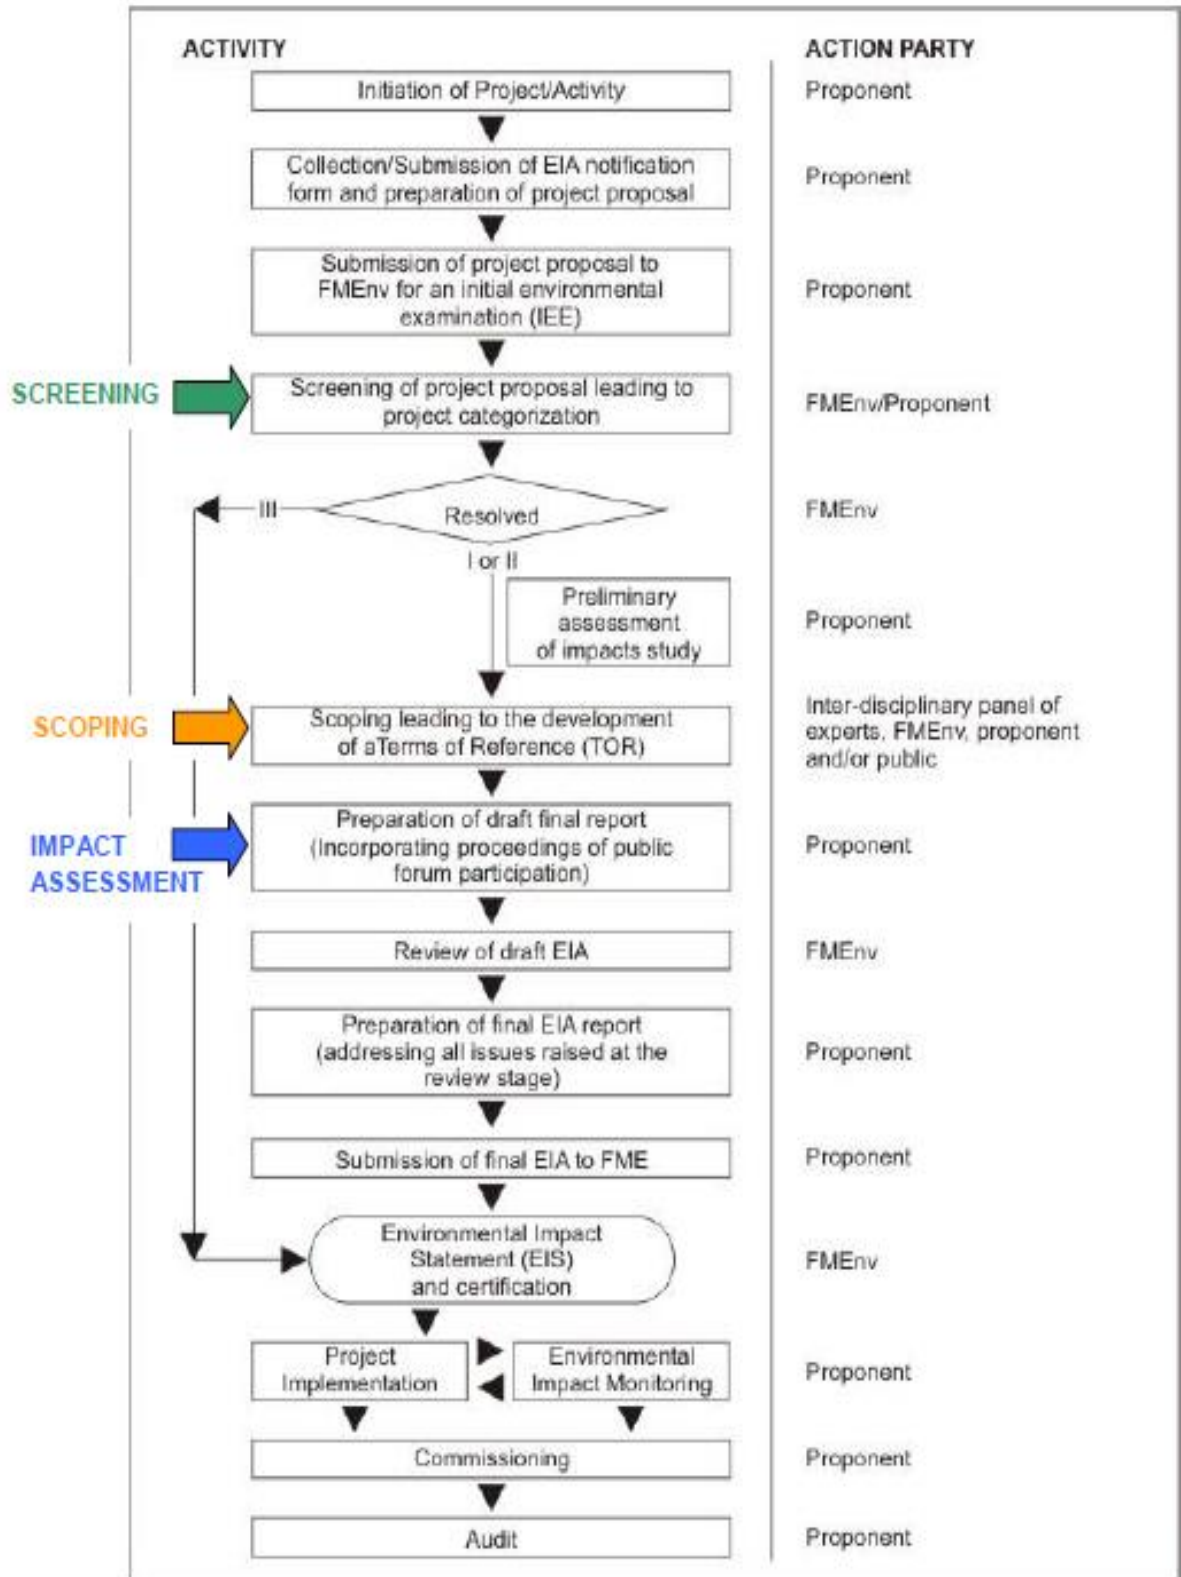 ACTIVITY
ACTION PARTY
Initiation of Project/Activity
Proponent
Collection/Submission of EIA notification
form and preparation of project proposal
Proponent
Submission of project proposal to
FMEnv for an initial environmental
examination (IEE)
Proponent
SCREENING
Screening of project proposal leading to
project categorization
FMEnv/Proponent
III
Resolved
FMEnv
I or II
Preliminary
assessment
of impacts study
Proponent
SCOPING
Scoping leading to the development
of aTerms of Reference (TOR)
Inter-disciplinary panel of
experts, FMEnv, proponent
and/or public
IMPACT
ASSESSMENT
Preparation of draft final report
(Incorporating proceedings of public
forum participation)
Proponent
Review of draft EIA
FMEnv
Preparation of final EIA report
(addressing all issues raised at the
review stage)
Proponent
Submission of final EIA to FME
Proponent
Environmental Impact
Statement (EIS)
and certification
FMEnv
Project
Implementation
Environmental
Impact Monitoring
Proponent
Commissioning
Proponent
Audit
Proponent